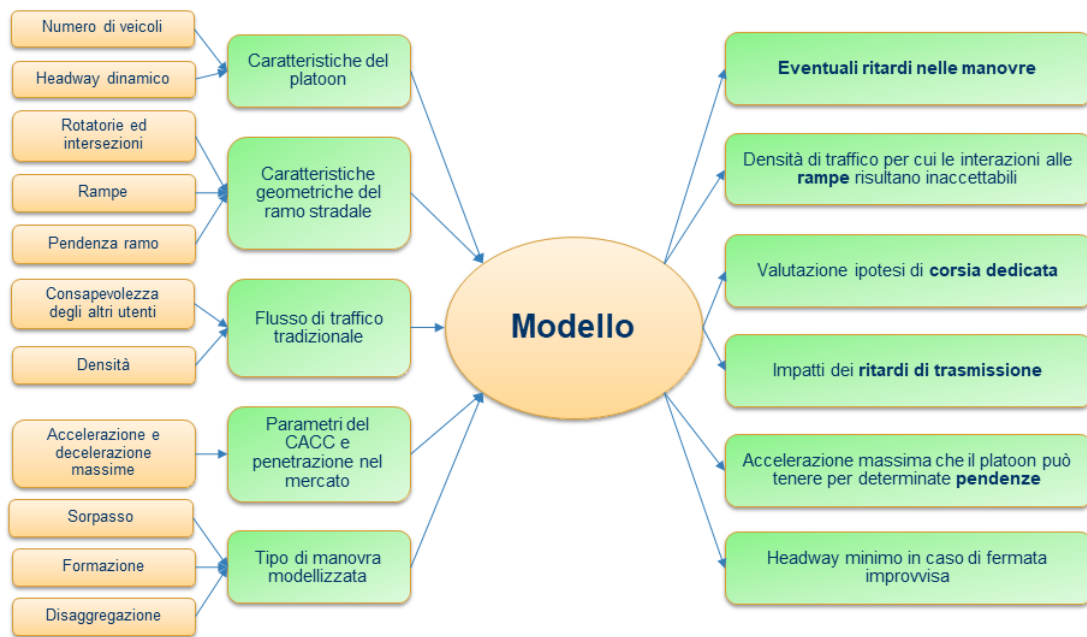 Numero di veicoli
Headway dinamico
Rotatorie ed
intersezioni
Rampe
Pendenza ramo
Consapevolezza
degli altri utenti
Densità
Accelerazione e
decelerazione
massime
Sorpasso
Formazione
Disaggregazione
Caratteristiche del
platoon
Caratteristiche
geometriche del
ramo stradale
Flusso di traffico
tradizionale
Parametri del
CACC e
penetrazione nel
mercato
Tipo di manovra
modellizzata
Modello
Eventuali ritardi nelle manovre
Densità di traffico per cui le interazioni alle
rampe risultano inaccettabili
Valutazione ipotesi di corsia dedicata
Impatti dei ritardi di trasmissione
Accelerazione massima che il platoon può
tenere per determinate pendenze
Headway minimo in caso di fermata
improvvisa